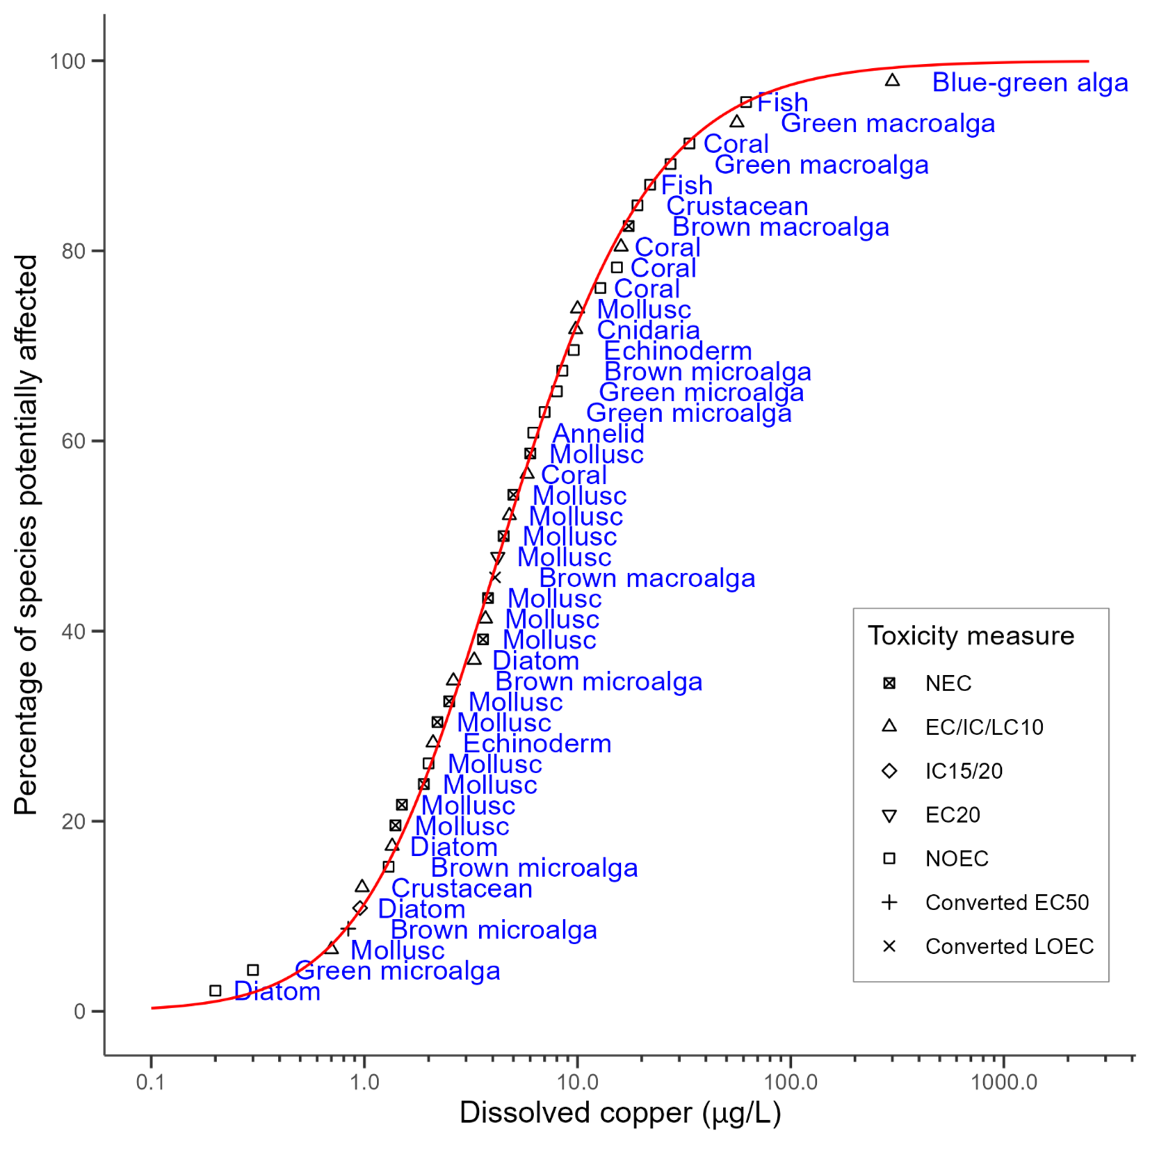 100
Blue-green alga
Fish
Green macroalga
Coral
Green macroalga
Fish
Crustacean
Brown macroalga
80
Coral
Coral
Coral
Mollusc
Cnidaria
Echinoderm
Brown microalga
Green microalga
Green microalga
60
Annelid
Mollusc
Coral
Mollusc
Mollusc
Mollusc
Mollusc
Brown macroalga
Mollusc
Mollusc
40
Mollusc
Diatom
Brown microalga
Mollusc
Mollusc
Echinoderm
Mollusc
Mollusc
Mollusc
20
Mollusc
Diatom
Brown microalga
Crustacean
Diatom
Brown microalga
Mollusc
Green microalga
Diatom
0
Percentage of species potentially affected
Toxicity measure
NEC
EC/IC/LC10
IC15/20
EC20
NOEC
Converted EC50
Converted LOEC
0.1 1.0 10.0 100.0 1000.0
Dissolved copper (μg/L)